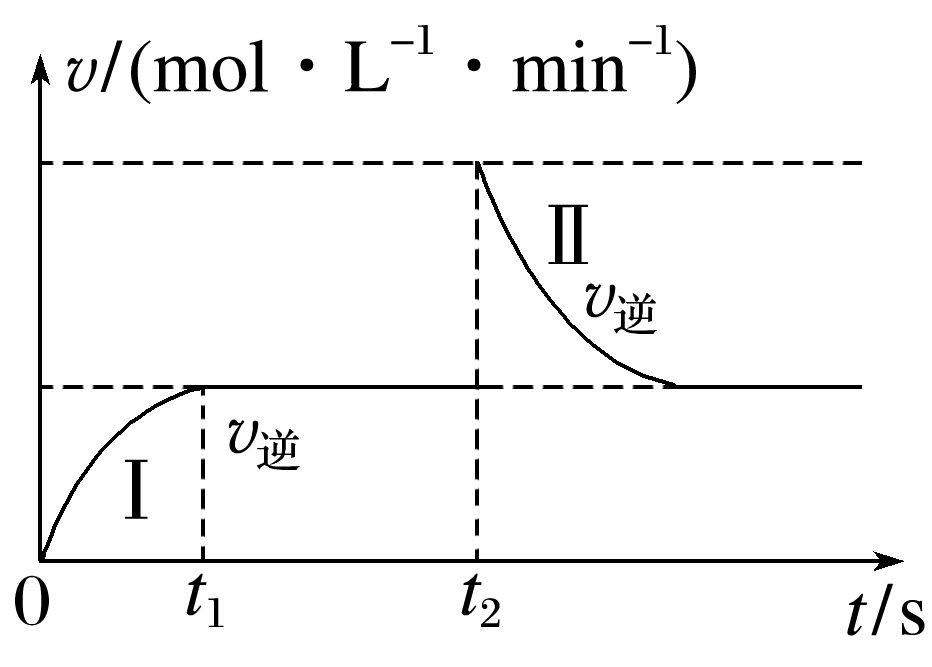 v/(mol · L⁻¹ · min⁻¹)
Ⅱ
v逆
v逆
Ⅰ
0
t₁
t₂
t/s